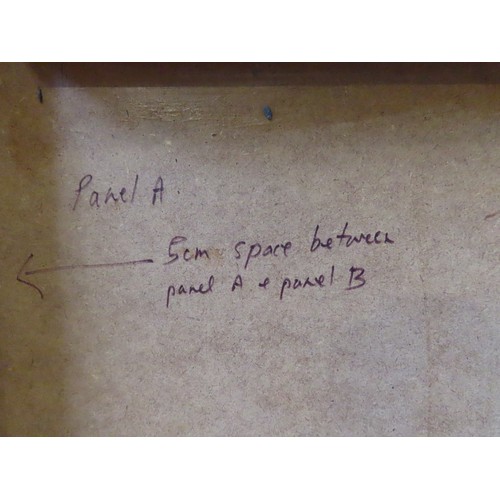 Panel A
5cm space between
panel A + panel B